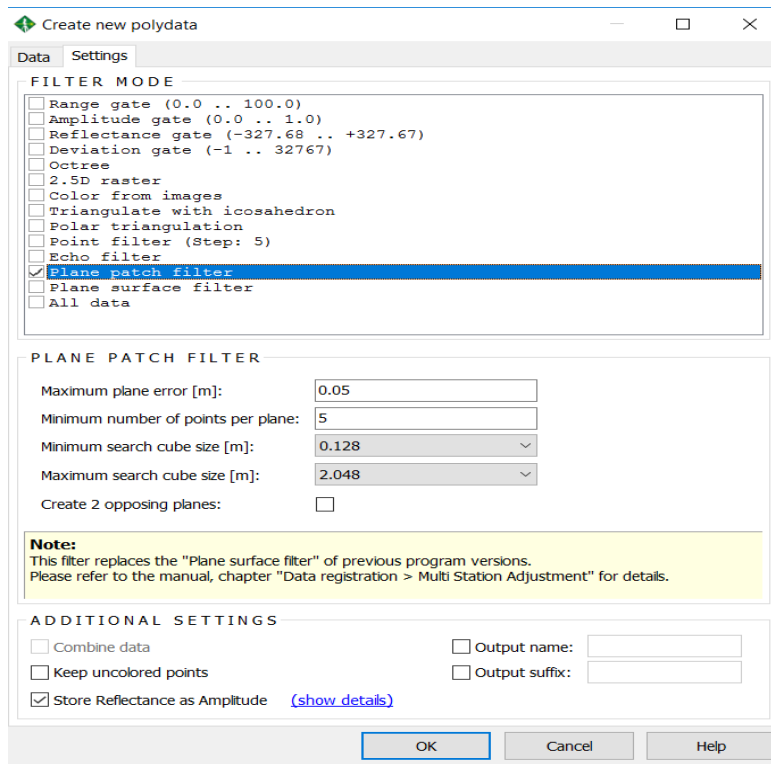 Create new polydata
Data Settings
FILTER MODE
Range gate (0.0 .. 100.0)
Amplitude gate (0.0 .. 1.0)
Reflectance gate (-327.68 .. +327.67)
Deviation gate (-1 .. 32767)
Octree
2.5D raster
Color from images
Triangulate with icosahedron
Polar triangulation
Point filter (Step: 5)
Echo filter
Plane patch filter
Plane surface filter
All data
PLANE PATCH FILTER
Maximum plane error [m]: 0.05
Minimum number of points per plane: 5
Minimum search cube size [m]: 0.128
Maximum search cube size [m]: 2.048
Create 2 opposing planes:
Note:
This filter replaces the "Plane surface filter" of previous program versions.
Please refer to the manual, chapter "Data registration > Multi Station Adjustment" for details.
ADDITIONAL SETTINGS
Combine data Output name:
Keep uncolored points Output suffix:
Store Reflectance as Amplitude (show details)
OK Cancel Help